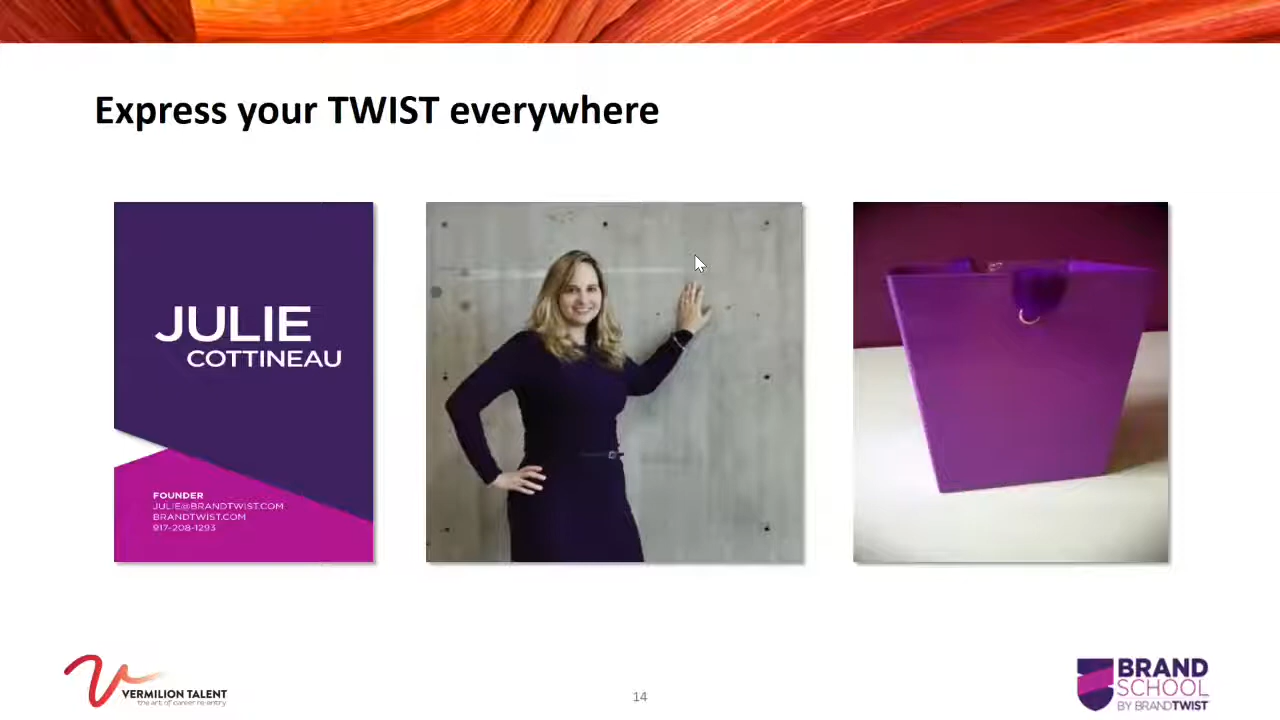 Express your TWIST everywhere
JULIE
COTTINEAU
FOUNDER
JULIE@BRANDTWIST.COM
BRANDTWIST.COM
917-208-1293
VERMILION TALENT
the art of career re-entry
14
BRAND
SCHOOL
BY BRANDTWIST